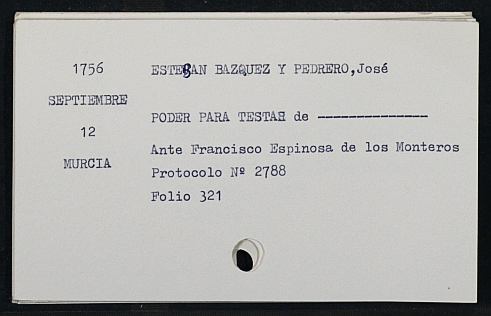 1756
SEPTIEMBRE
12
MURCIA
ESTEBAN BAZQUEZ Y PEDRERO,José
PODER PARA TESTAR de --------------
Ante Francisco Espinosa de los Monteros
Protocolo Nº 2788
Folio 321